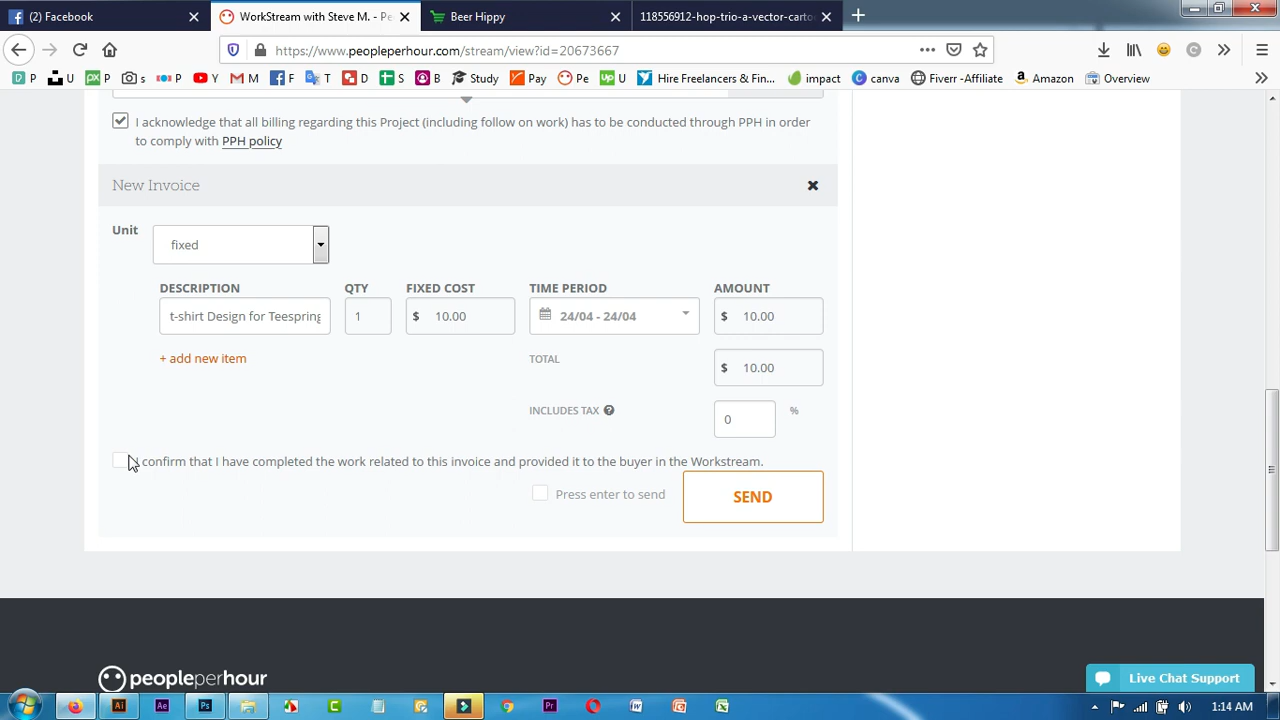 (2) Facebook
WorkStream with Steve M. - Pe
Beer Hippy
118556912-hop-trio-a-vector-carto
https://www.peopleperhour.com/stream/view?id=20673667
P
U
P
s
P
Y
M
F
T
D
S
B
Study
Pay
Pe
U
Hire Freelancers & Fin...
impact
canva
Fiverr -Affiliate
Amazon
Overview
I acknowledge that all billing regarding this Project (including follow on work) has to be conducted through PPH in order
to comply with PPH policy
New Invoice
Unit
fixed
DESCRIPTION QTY FIXED COST TIME PERIOD AMOUNT
t-shirt Design for Teespring 1 $ 10.00 24/04 - 24/04 $ 10.00
+ add new item TOTAL $ 10.00
INCLUDES TAX 0 %
confirm that I have completed the work related to this invoice and provided it to the buyer in the Workstream.
Press enter to send SEND
peopleperhour
Live Chat Support
1:14 AM